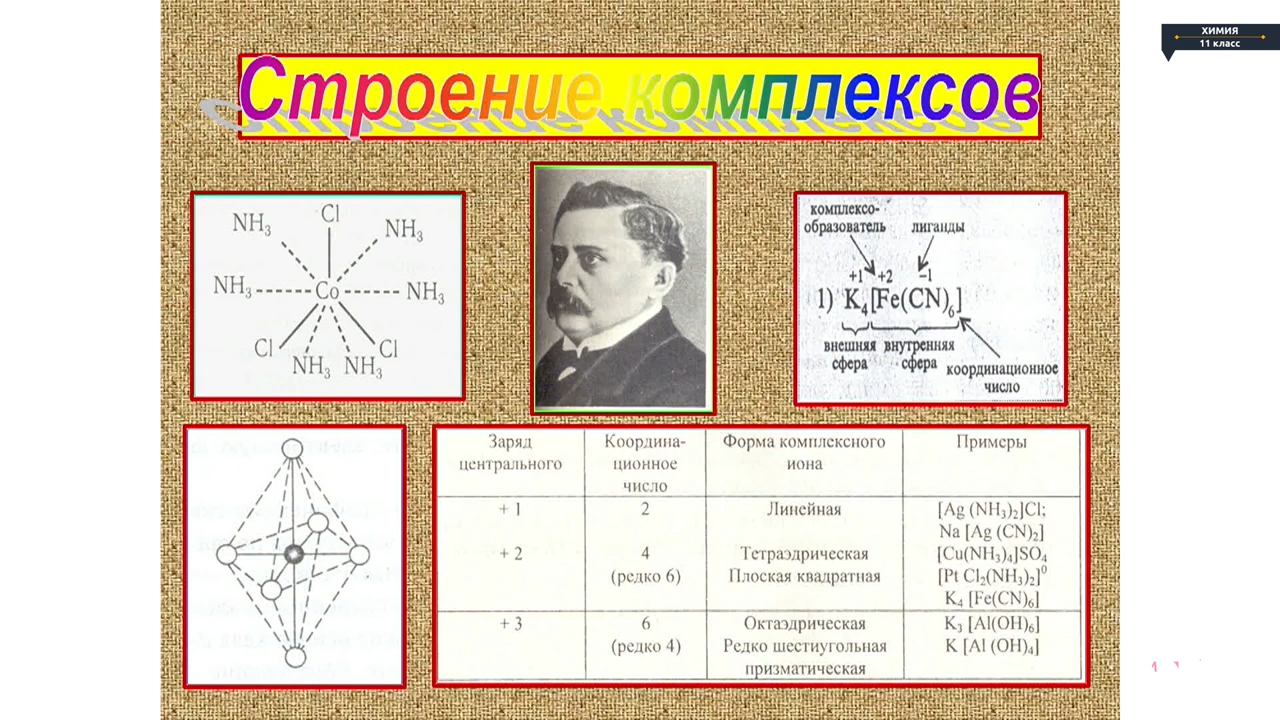 ХИМИЯ
11 класс
Строение комплексов
Cl
NH₃ NH₃
NH₃ Co NH₃
Cl Cl
NH₃ NH₃
комплексо-
образователь лиганды
+1 +2 −1
1) K₄[Fe(CN)₆]
внешняя внутренняя
сфера сфера
координационное
число
Заряд Координа- Форма комплексного Примеры
центрального ционное иона
число
+ 1 2 Линейная [Ag (NH₃)₂]Cl;
Na [Ag (CN)₂]
+ 2 4 Тетраэдрическая [Cu(NH₃)₄]SO₄
(редко 6) Плоская квадратная [Pt Cl₂(NH₃)₂]⁰
K₄ [Fe(CN)₆]
+ 3 6 Октаэдрическая K₃ [Al(OH)₆]
(редко 4) Редко шестиугольная K [Al (OH)₄]
призматическая